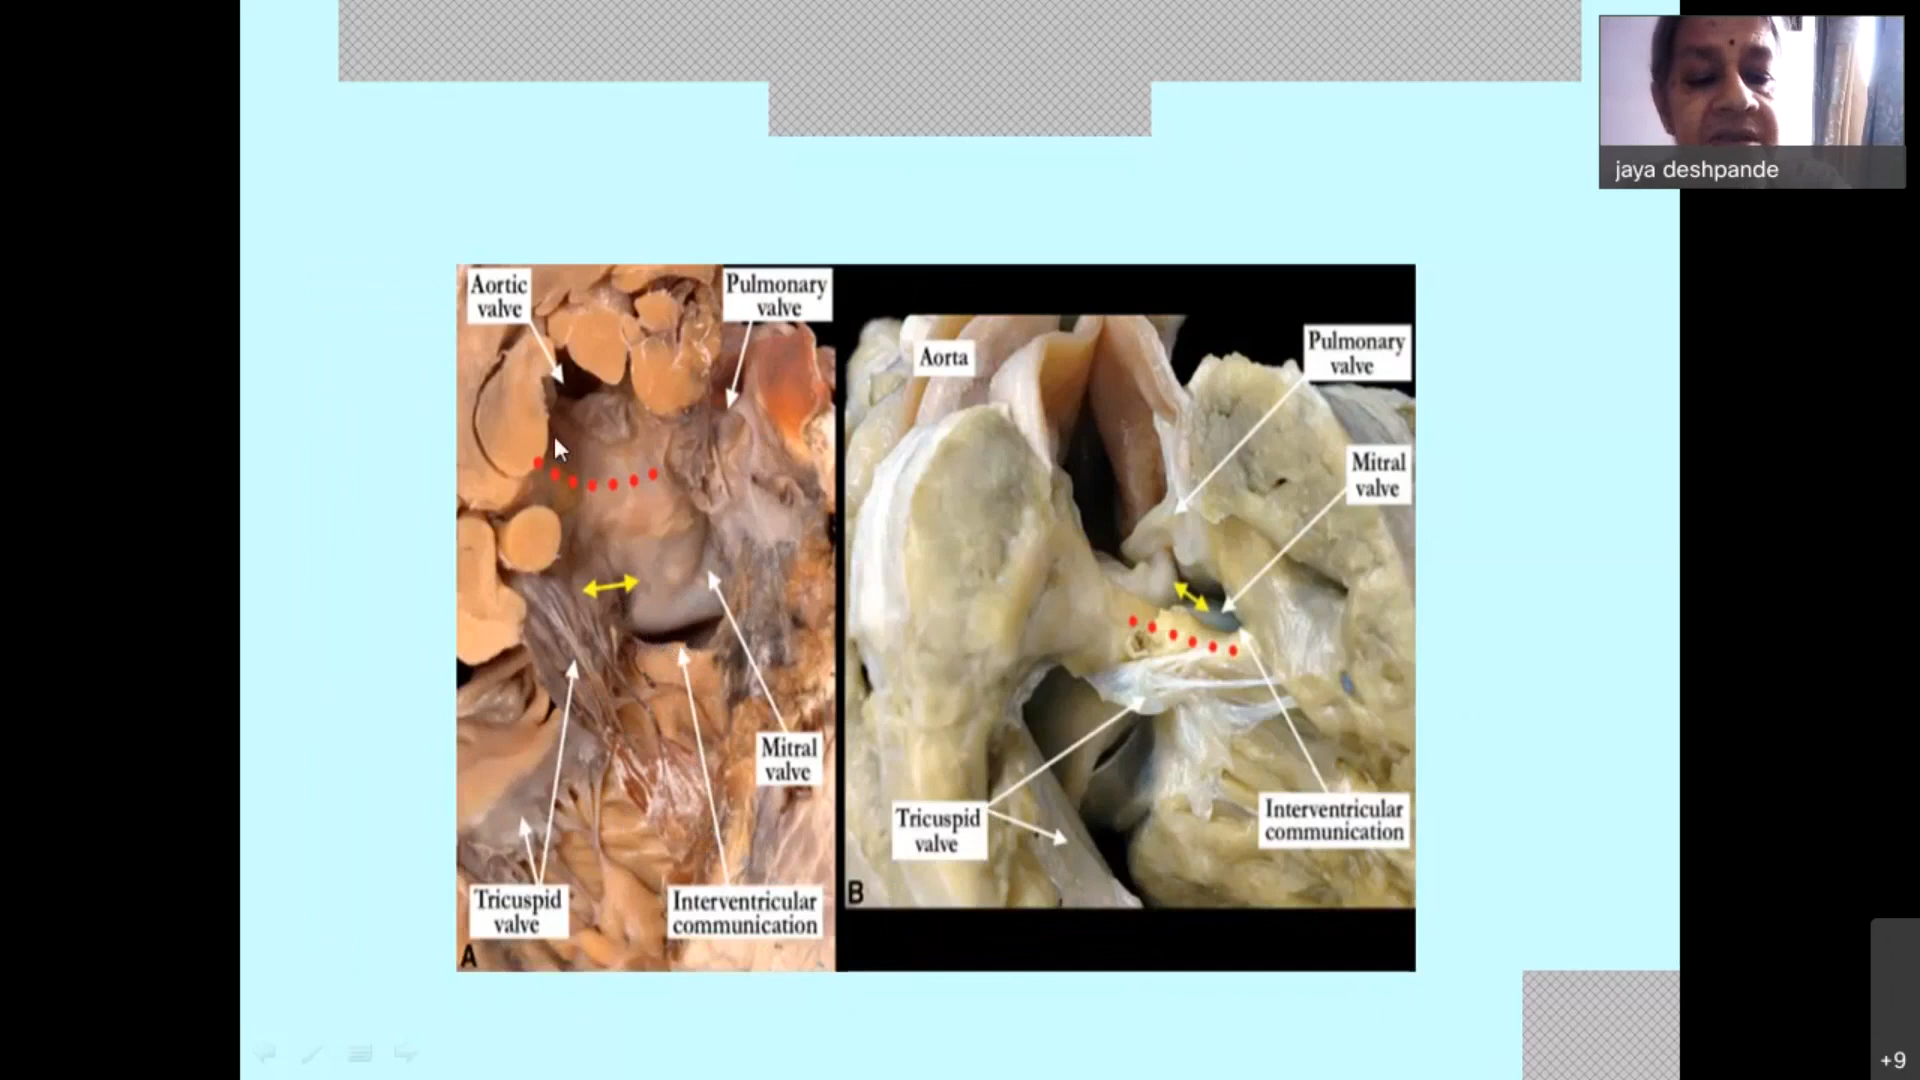 jaya deshpande
Aortic
valve
Pulmonary
valve
Mitral
valve
Tricuspid
valve
Interventricular
communication
A
Aorta
Pulmonary
valve
Mitral
valve
Tricuspid
valve
Interventricular
communication
B
+9